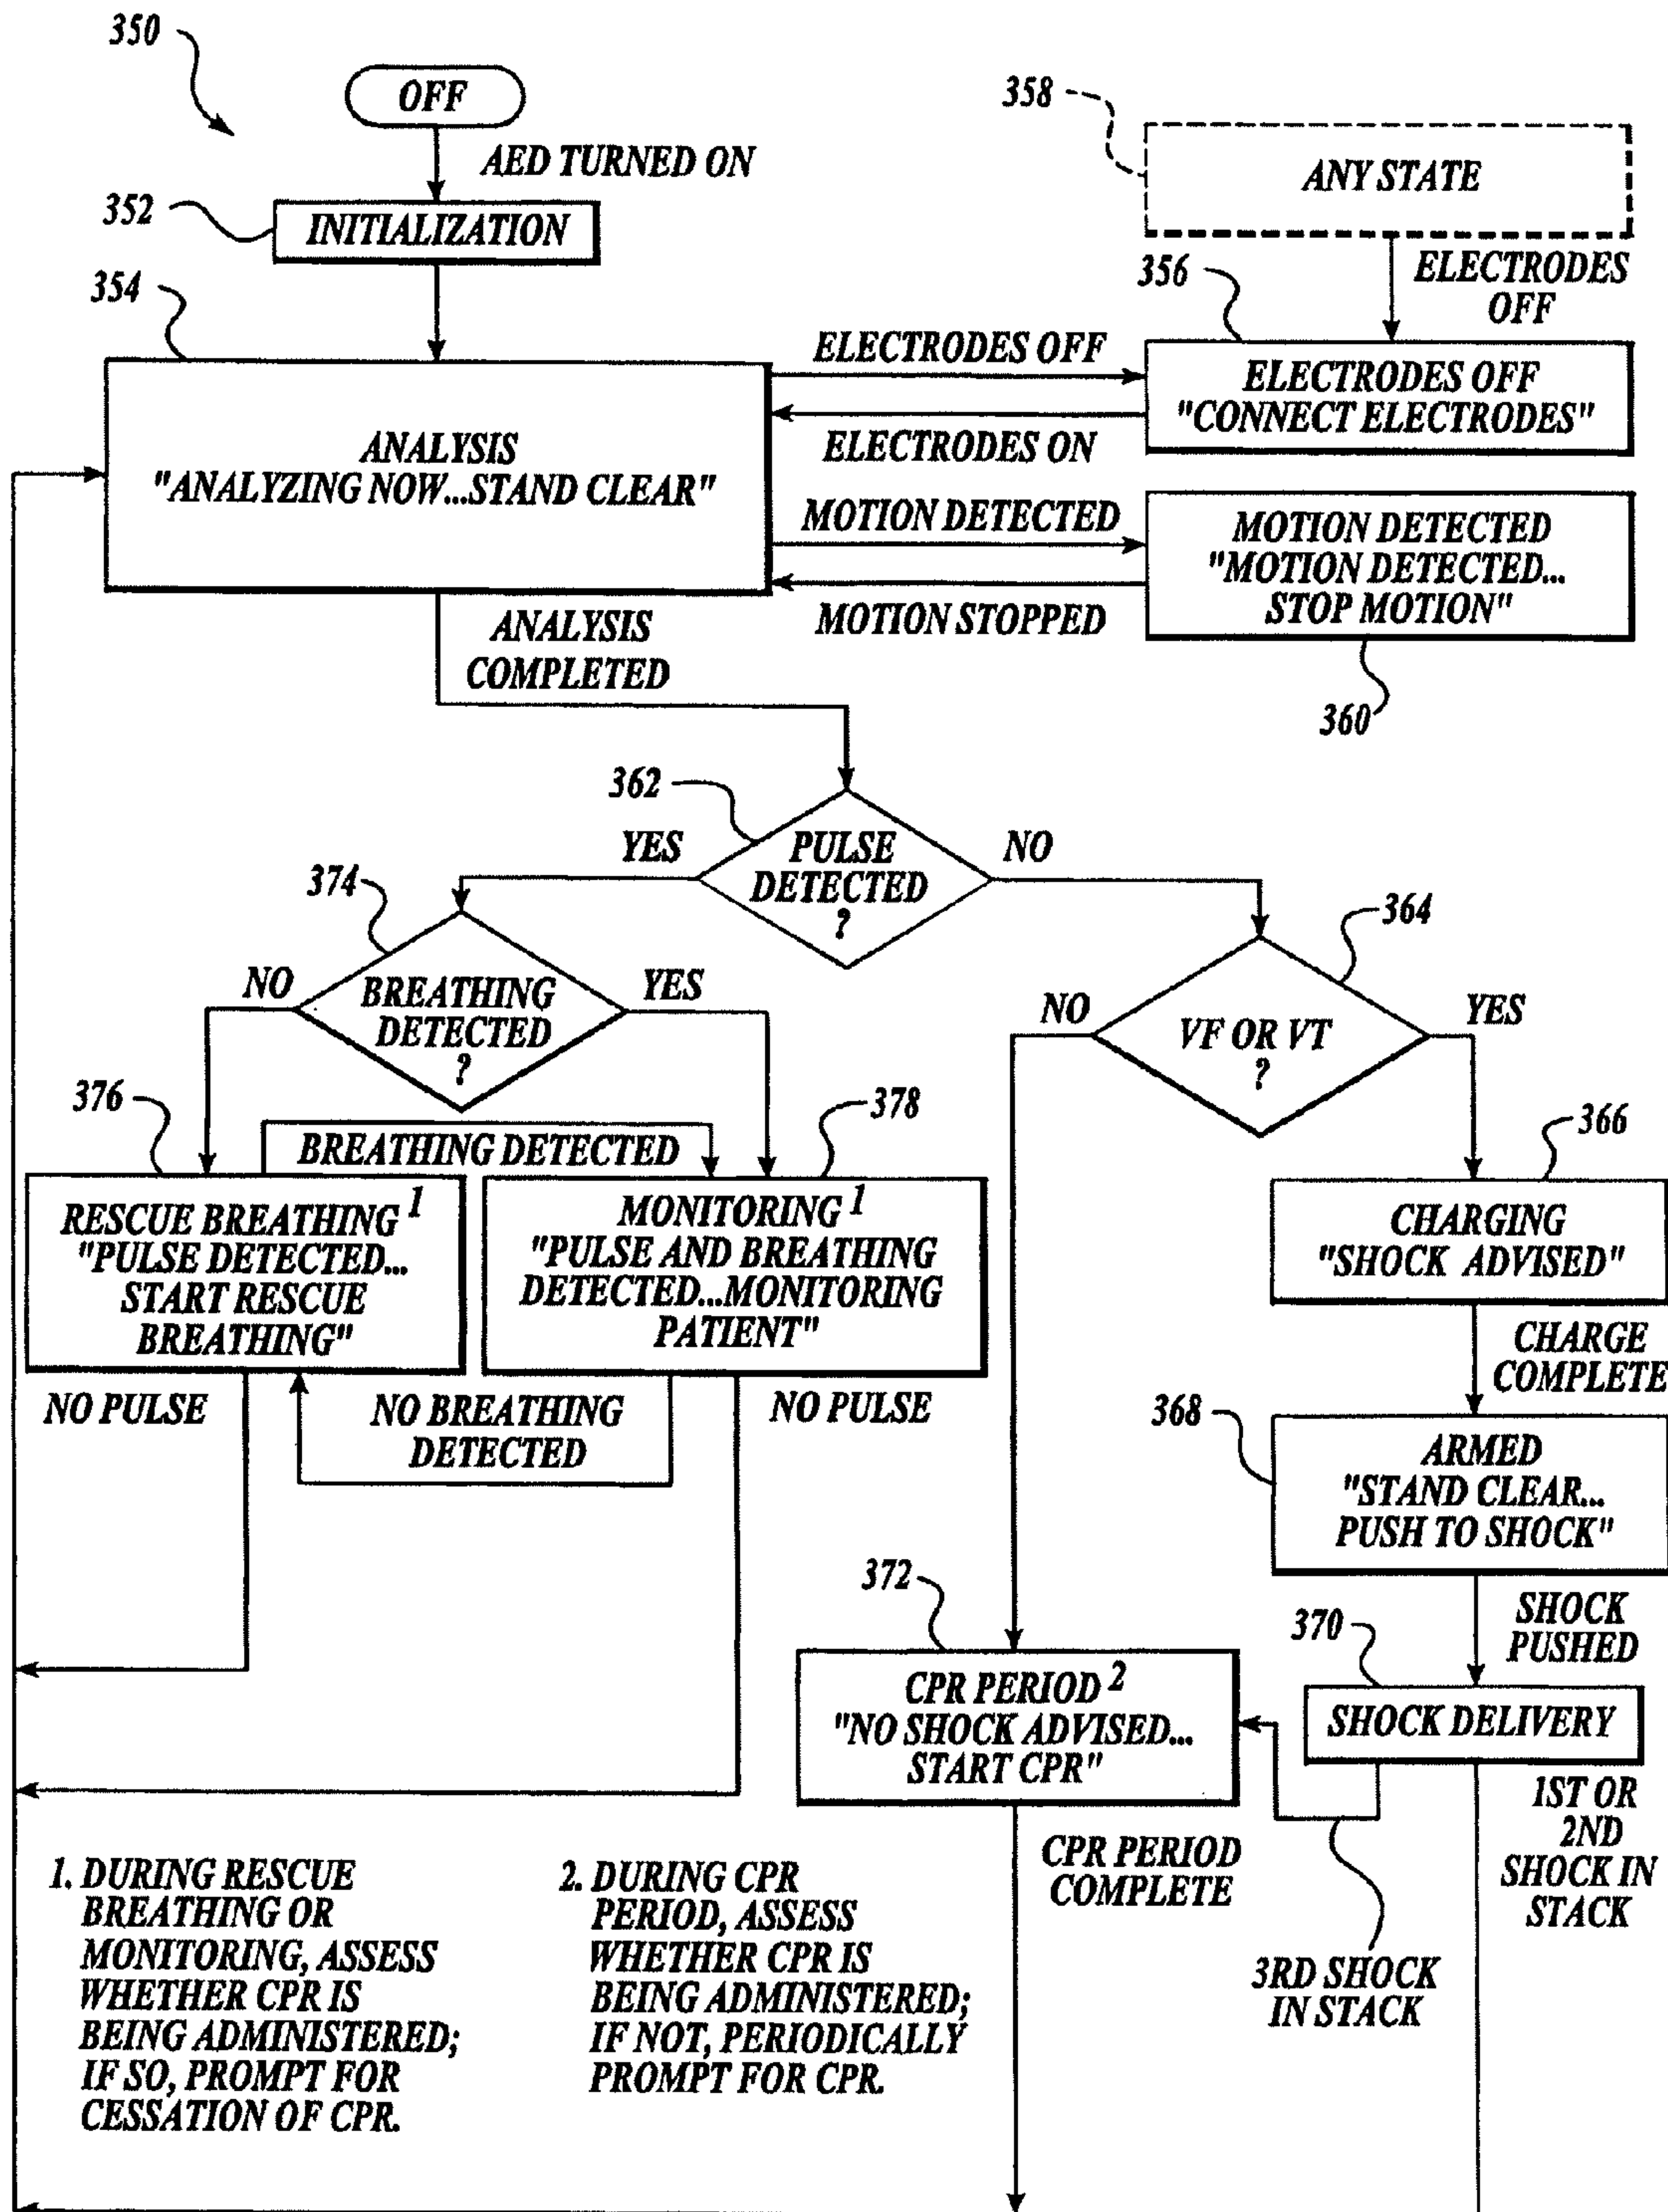 350
OFF
AED TURNED ON
352
INITIALIZATION
358
ANY STATE
ELECTRODES
OFF
354
356
ELECTRODES OFF
ELECTRODES OFF
"CONNECT ELECTRODES"
ELECTRODES ON
ANALYSIS
"ANALYZING NOW...STAND CLEAR"
MOTION DETECTED
MOTION DETECTED
"MOTION DETECTED...
STOP MOTION"
MOTION STOPPED
360
ANALYSIS
COMPLETED
362
PULSE
DETECTED
?
YES
NO
374
BREATHING
DETECTED
?
NO
YES
364
VF OR VT
?
NO
YES
376
BREATHING DETECTED
378
366
RESCUE BREATHING 1
"PULSE DETECTED...
START RESCUE
BREATHING"
MONITORING 1
"PULSE AND BREATHING
DETECTED...MONITORING
PATIENT"
CHARGING
"SHOCK ADVISED"
CHARGE
COMPLETE
NO PULSE
NO BREATHING
DETECTED
NO PULSE
368
ARMED
"STAND CLEAR...
PUSH TO SHOCK"
SHOCK
PUSHED
372
370
CPR PERIOD 2
"NO SHOCK ADVISED...
START CPR"
SHOCK DELIVERY
1ST OR
2ND
SHOCK IN
STACK
CPR PERIOD
COMPLETE
3RD SHOCK
IN STACK
1. DURING RESCUE
BREATHING OR
MONITORING, ASSESS
WHETHER CPR IS
BEING ADMINISTERED;
IF SO, PROMPT FOR
CESSATION OF CPR.
2. DURING CPR
PERIOD, ASSESS
WHETHER CPR IS
BEING ADMINISTERED;
IF NOT, PERIODICALLY
PROMPT FOR CPR.